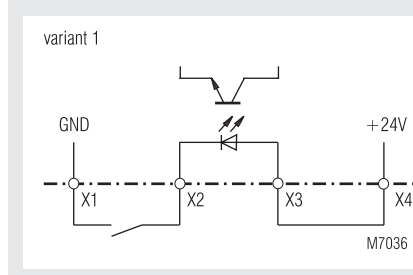 variant 1
GND
+24V
X1
X2
X3
X4
M7036